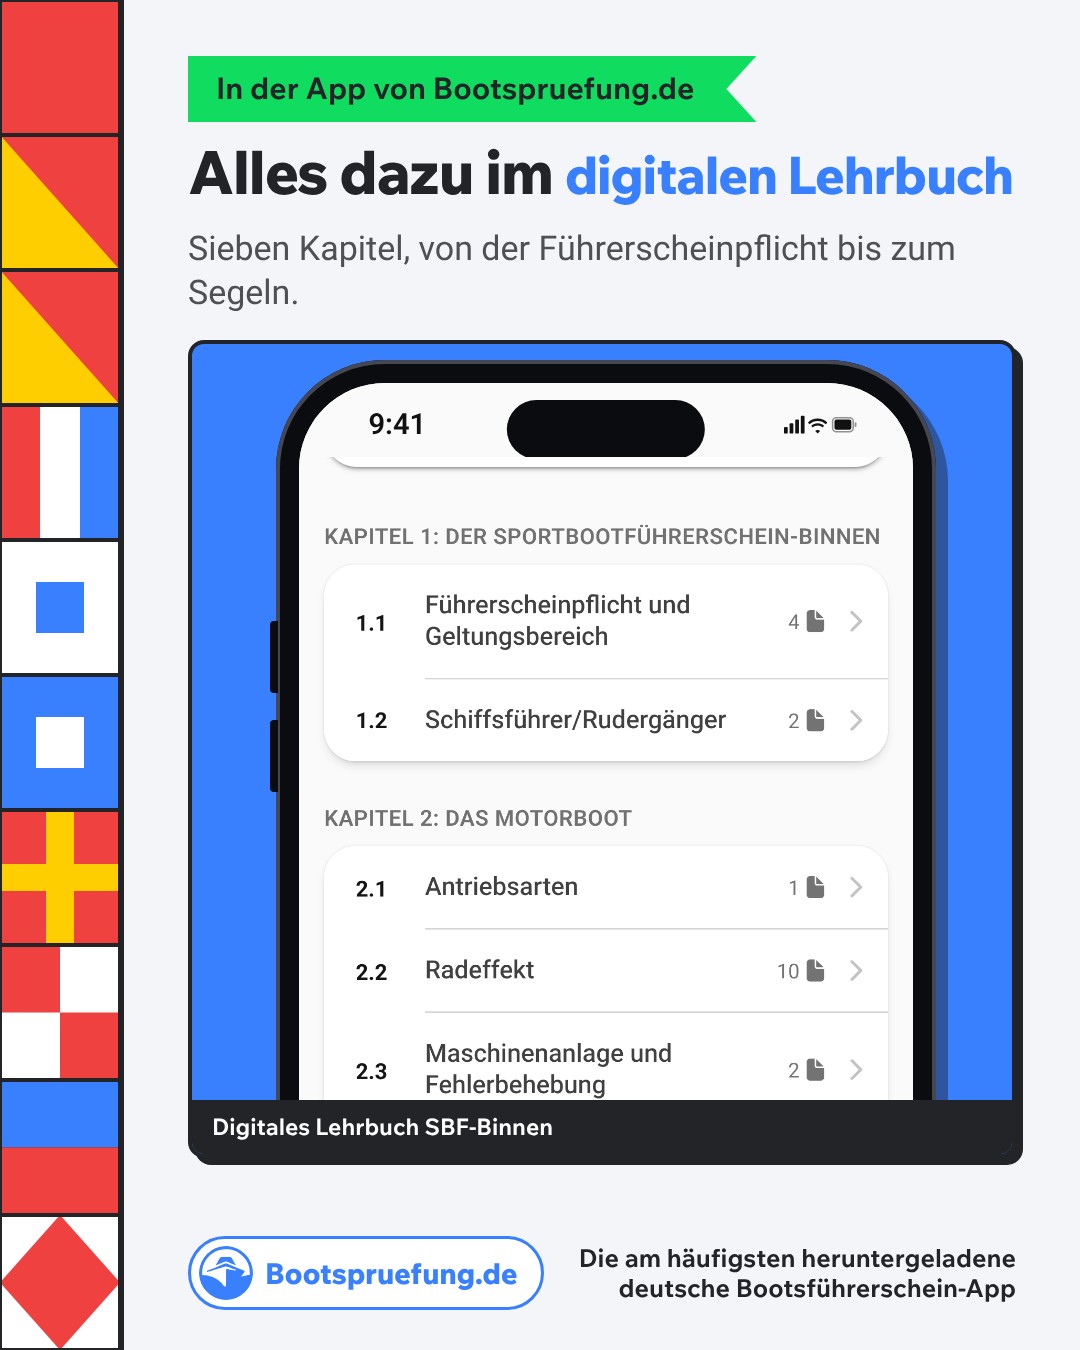 In der App von Bootspruefung.de
Alles dazu im digitalen Lehrbuch
Sieben Kapitel, von der Führerscheinpflicht bis zum
Segeln.
9:41
KAPITEL 1: DER SPORTBOOTFÜHRERSCHEIN-BINNEN
1.1 Führerscheinpflicht und
Geltungsbereich 4
1.2 Schiffsführer/Rudergänger 2
KAPITEL 2: DAS MOTORBOOT
2.1 Antriebsarten 1
2.2 Radeffekt 10
2.3 Maschinenanlage und
Fehlerbehebung 2
Digitales Lehrbuch SBF-Binnen
Bootspruefung.de
Die am häufigsten heruntergeladene
deutsche Bootsführerschein-App